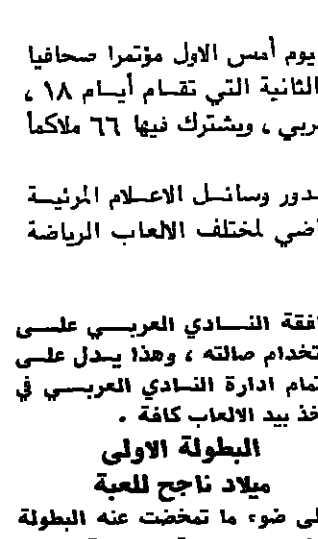 يوم أمس الاول مؤتمرا صحافيا
الثانية التي تقام أيام ١٨ ،
ربي ، ويشترك فيها ٦٦ ملاكماً
دور وسائل الاعلام المرئية
اضي لمختلف الالعاب الرياضة
افقة النادي العربي على
تخدام صالته ، وهذا يدل على
تمام ادارة النادي العربي في
خذ بيد الالعاب كافة .
البطولة الاولى
ميلاد ناجح للعبة
لى ضوء ما تمخضت عنه البطولة